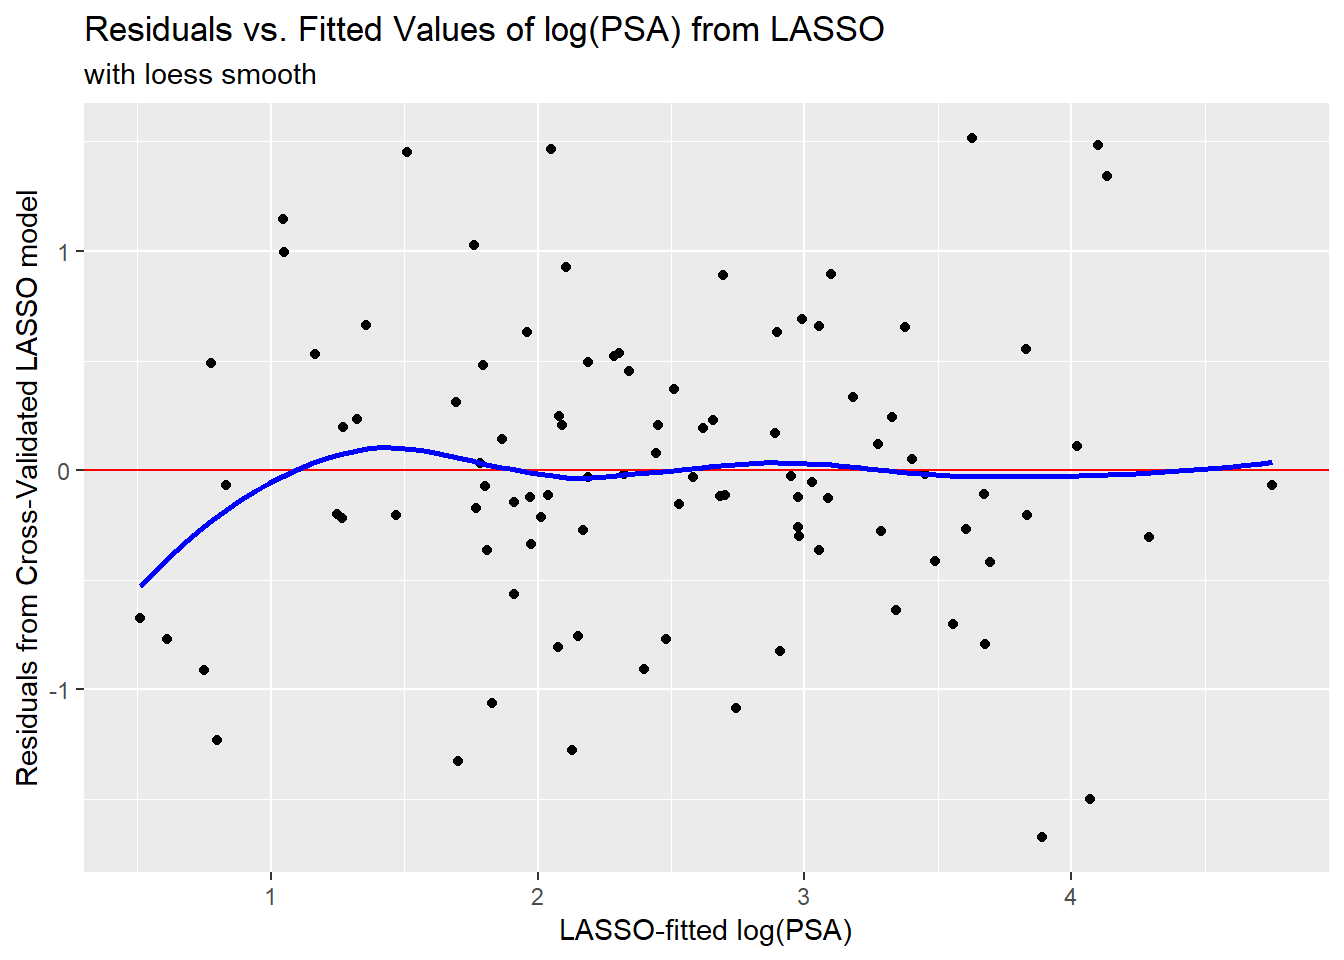 Residuals vs. Fitted Values of log(PSA) from LASSO
with loess smooth
Residuals from Cross-Validated LASSO model
1
0
-1
1
2
3
4
LASSO-fitted log(PSA)